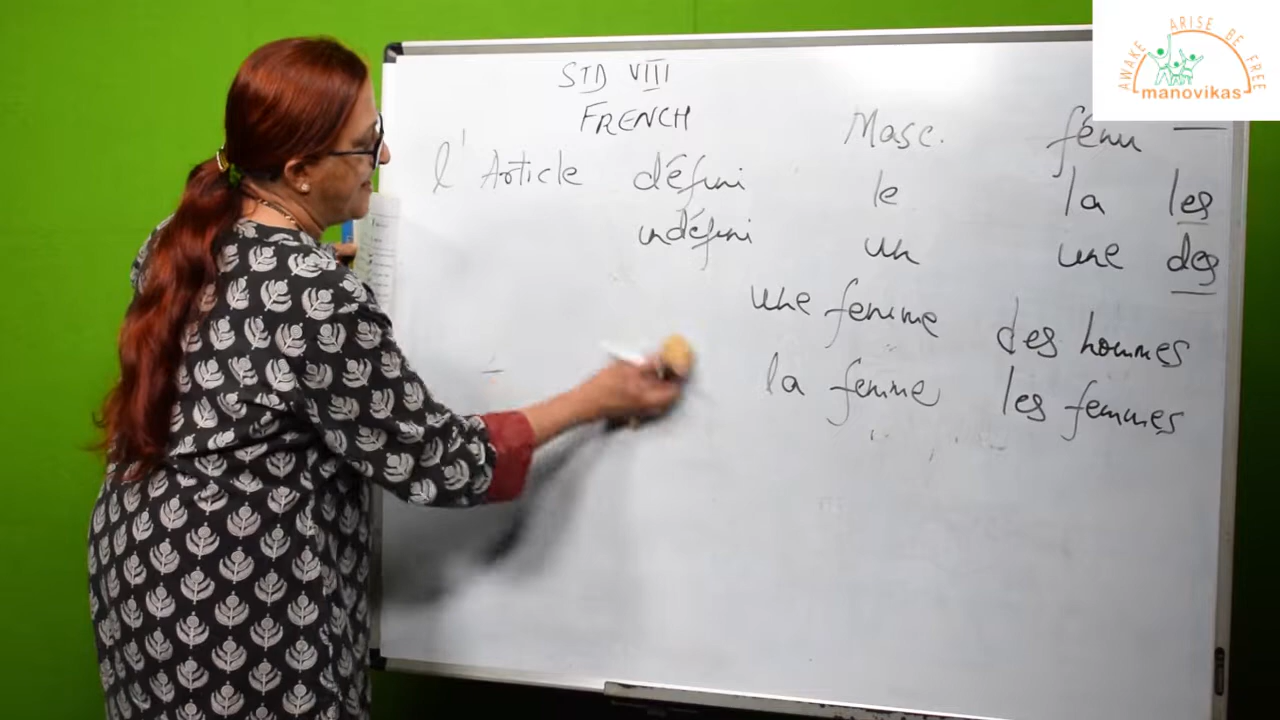 STD VIII
FRENCH
Masc. fému
l'Article défini le la les
indéfini un une des
une femme des hommes
la femme les femmes
AWAKE ARISE BE FREE
manovikas